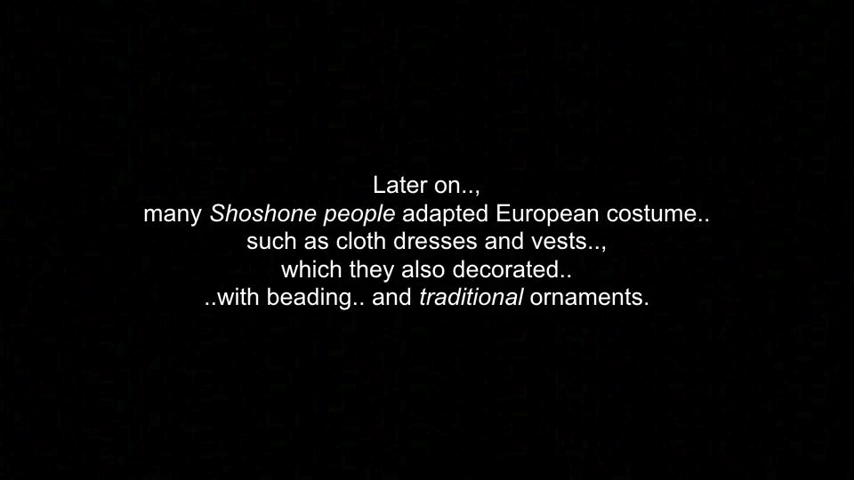 Later on..,
many Shoshone people adapted European costume..
such as cloth dresses and vests..,
which they also decorated..
..with beading.. and traditional ornaments.